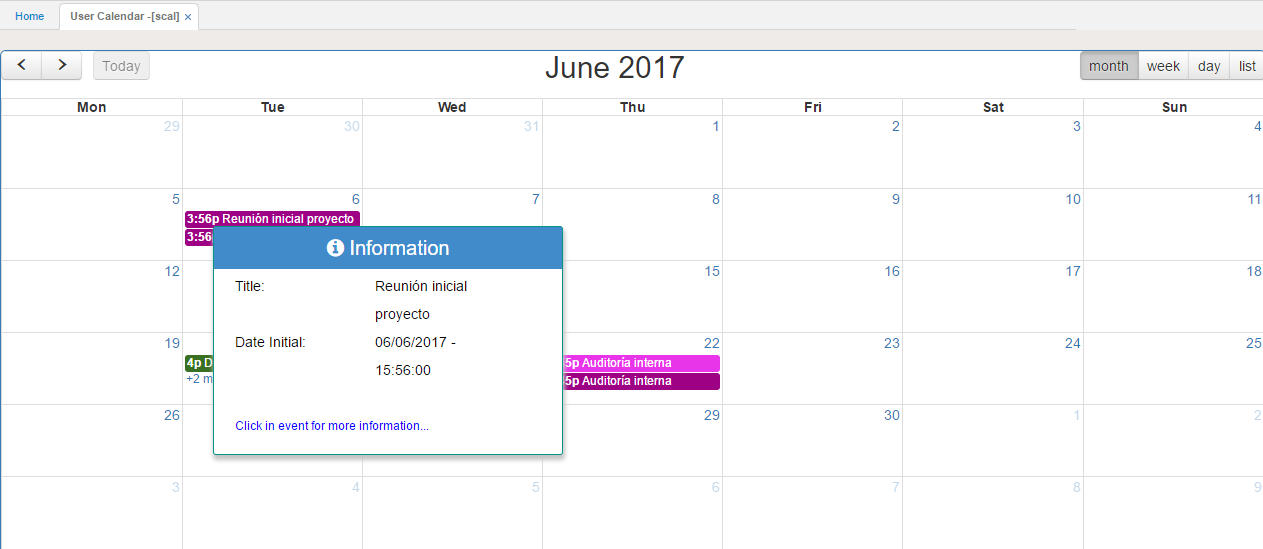 Home User Calendar -[scal] ×
Today June 2017 month week day list
Mon Tue Wed Thu Fri Sat Sun
29 30 31 1 2 3 4
5 6 7 8 9 10 11
3:56p Reunión inicial proyecto
3:56
Information
12 15 16 17 18
Title: Reunión inicial
proyecto
Date Initial: 06/06/2017 -
19 22 23 24 25
4p D 5p Auditoría interna
15:56:00
+2 m 5p Auditoría interna
26 29 30 1 2
Click in event for more information...
3 4 5 6 7 8 9